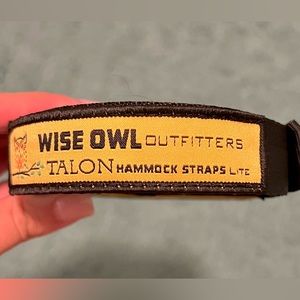 WISE OWL OUTFITTERS
TALON HAMMOCK STRAPS LITE